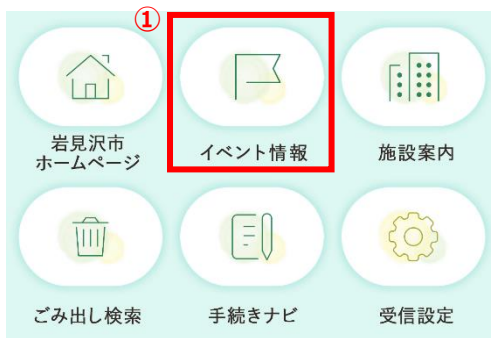 ①
岩見沢市
ホームページ
イベント情報
施設案内
ごみ出し検索
手続きナビ
受信設定